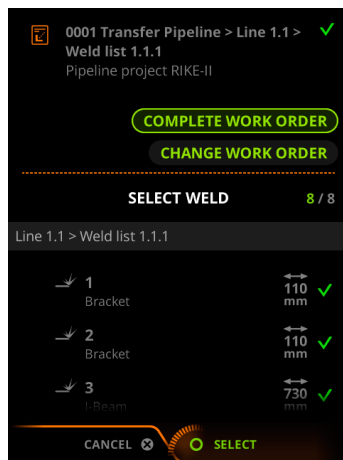 0001 Transfer Pipeline > Line 1.1 >
Weld list 1.1.1
Pipeline project RIKE-II
COMPLETE WORK ORDER
CHANGE WORK ORDER
SELECT WELD 8 / 8
Line 1.1 > Weld list 1.1.1
1 110
Bracket mm
2 110
Bracket mm
3 730
I-Beam mm
CANCEL SELECT